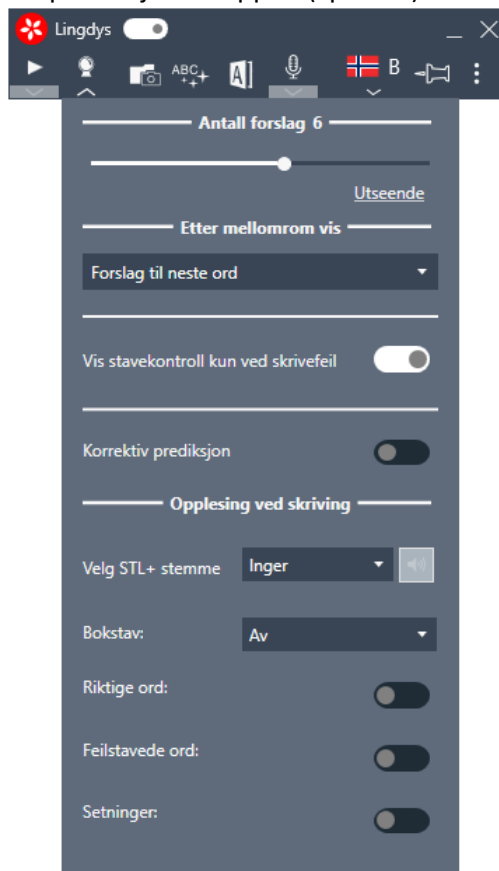 Lingdys
ABC
A
B
Antall forslag 6
Utseende
Etter mellomrom vis
Forslag til neste ord
Vis stavekontroll kun ved skrivefeil
Korrektiv prediksjon
Opplesing ved skriving
Velg STL+ stemme Inger
Bokstav: Av
Riktige ord:
Feilstavede ord:
Setninger: